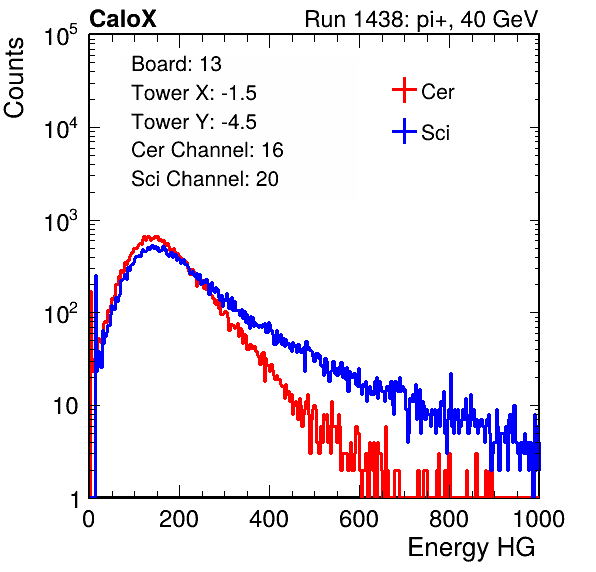 CaloX Run 1438: pi+, 40 GeV
Counts
10^5
10^4
10^3
10^2
10
1
Board: 13
Tower X: -1.5
Tower Y: -4.5
Cer Channel: 16
Sci Channel: 20
Cer
Sci
0 200 400 600 800 1000
Energy HG